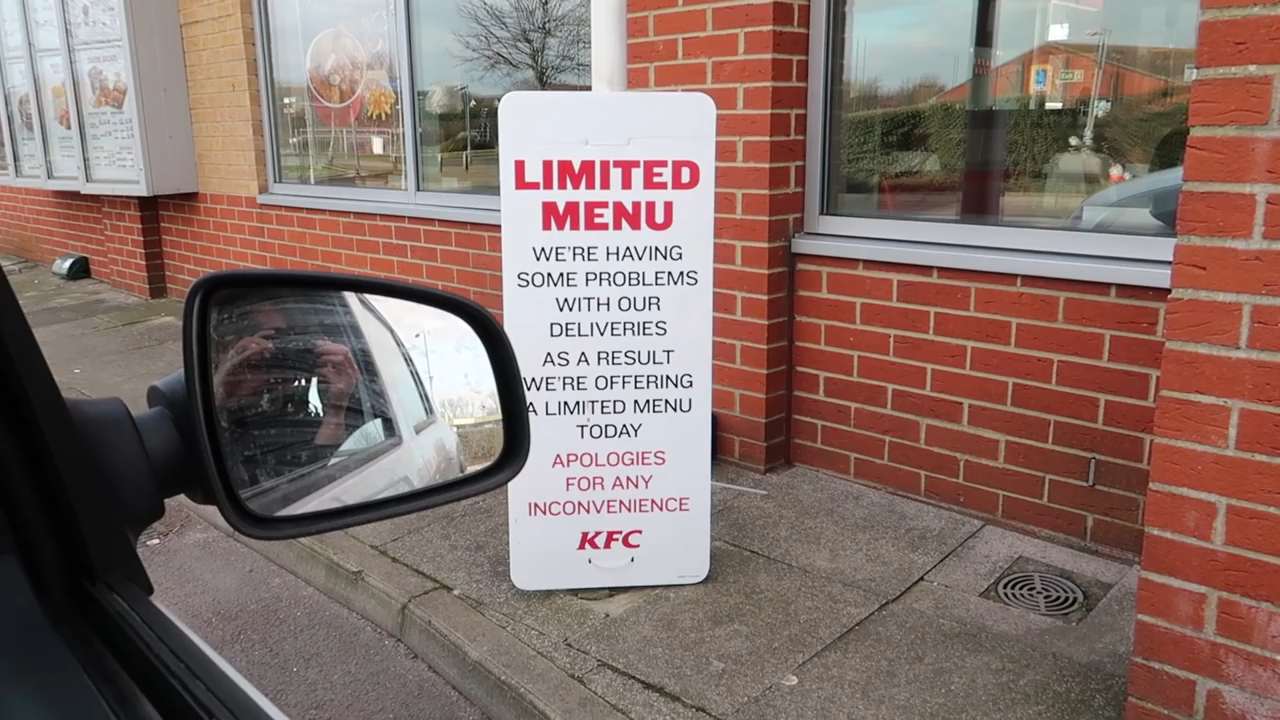 LIMITED
MENU
WE'RE HAVING
SOME PROBLEMS
WITH OUR
DELIVERIES
AS A RESULT
WE'RE OFFERING
A LIMITED MENU
TODAY
APOLOGIES
FOR ANY
INCONVENIENCE
KFC